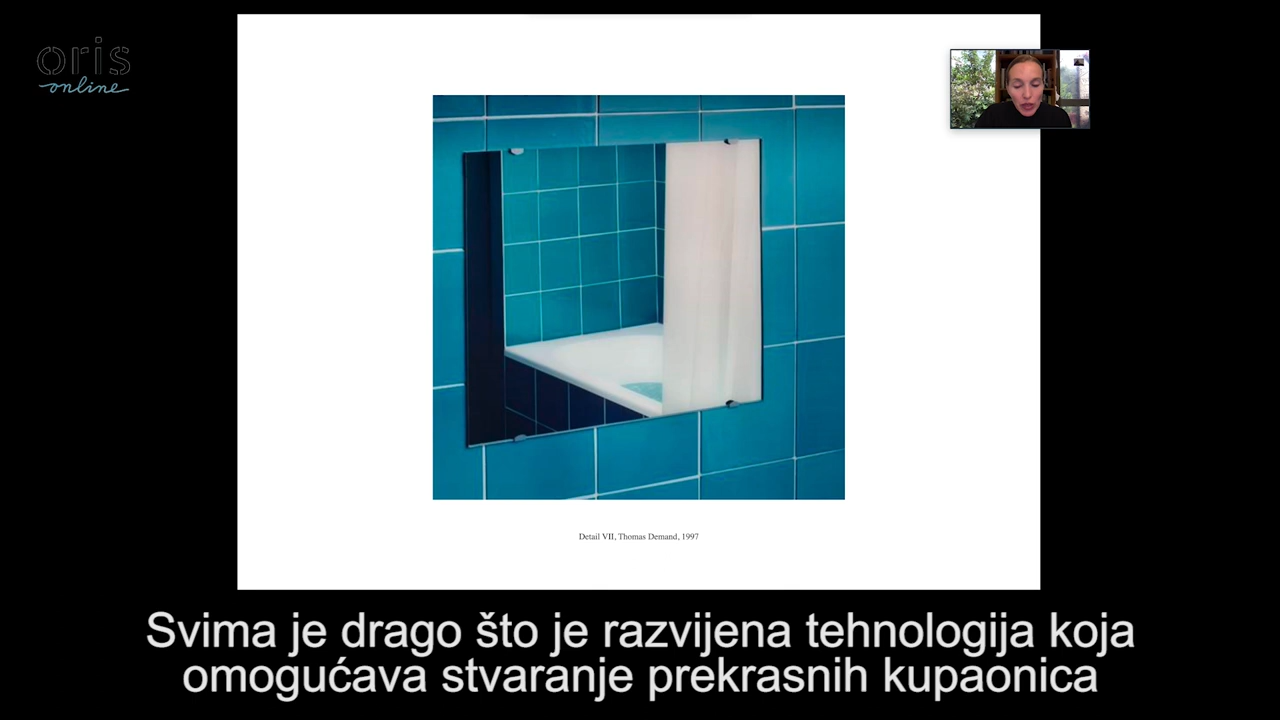 oris
online
Detail VII, Thomas Demand, 1997
Svima je drago što je razvijena tehnologija koja
omogućava stvaranje prekrasnih kupaonica